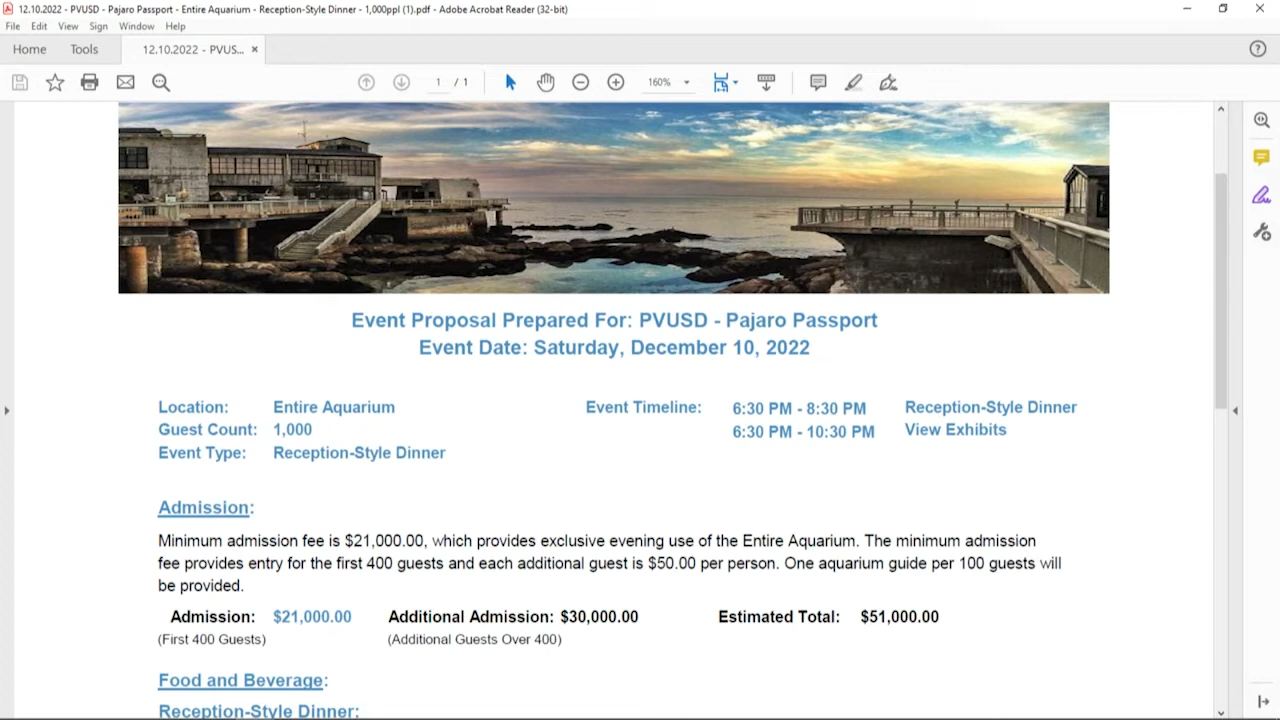 12.10.2022 - PVUSD - Pajaro Passport - Entire Aquarium - Reception-Style Dinner - 1,000ppl (1).pdf - Adobe Acrobat Reader (32-bit)
File Edit View Sign Window Help
Home Tools 12.10.2022 - PVUS... ×
1 / 1 160%
Event Proposal Prepared For: PVUSD - Pajaro Passport
Event Date: Saturday, December 10, 2022
Location: Entire Aquarium Event Timeline: 6:30 PM - 8:30 PM Reception-Style Dinner
Guest Count: 1,000 6:30 PM - 10:30 PM View Exhibits
Event Type: Reception-Style Dinner
Admission:
Minimum admission fee is $21,000.00, which provides exclusive evening use of the Entire Aquarium. The minimum admission
fee provides entry for the first 400 guests and each additional guest is $50.00 per person. One aquarium guide per 100 guests will
be provided.
Admission: $21,000.00 Additional Admission: $30,000.00 Estimated Total: $51,000.00
(First 400 Guests) (Additional Guests Over 400)
Food and Beverage:
Reception-Style Dinner: